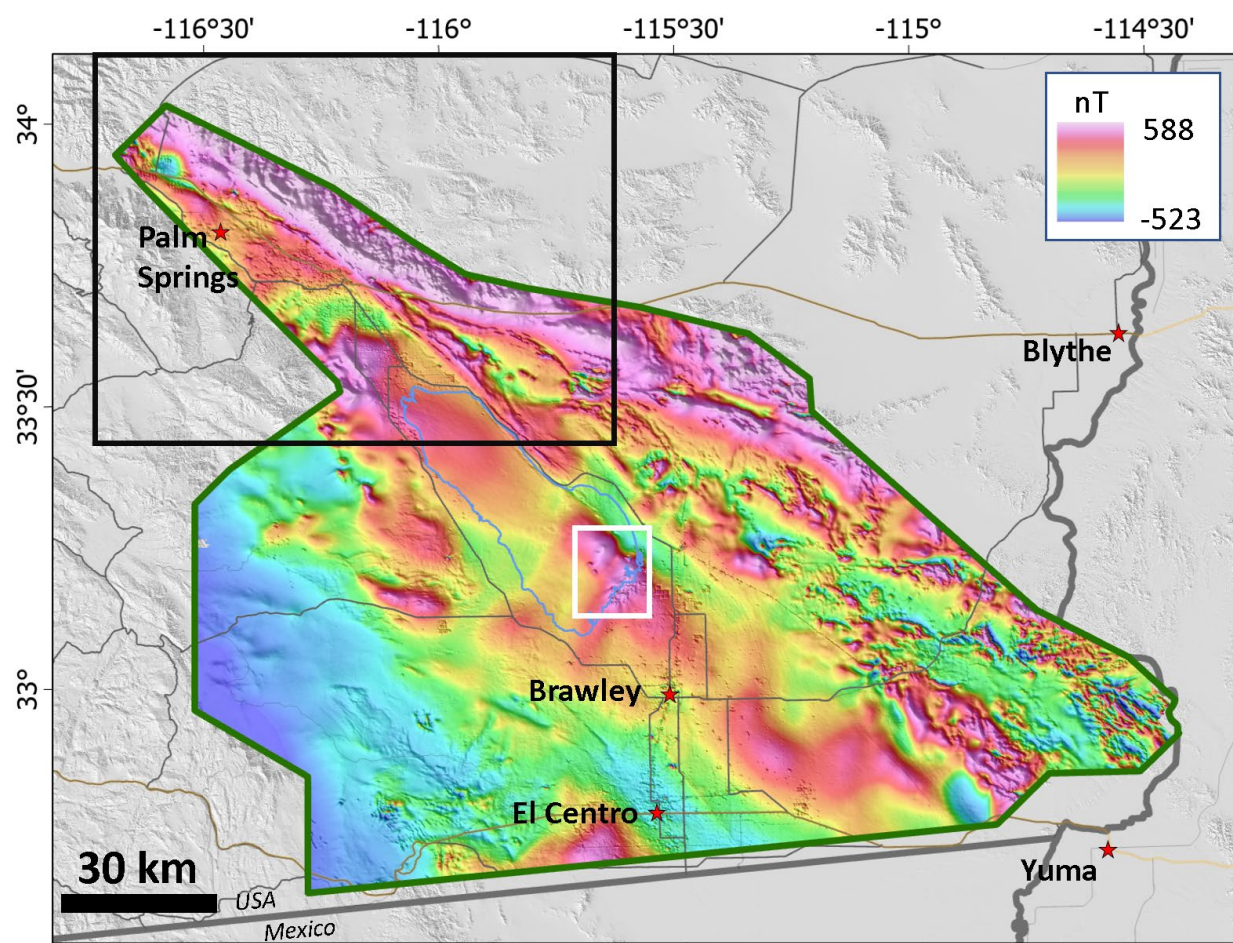 -116°30'
-116°
-115°30'
-115°
-114°30'
34°
33°30'
33°
nT
588
-523
Palm
Springs
Blythe
Brawley
El Centro
Yuma
30 km
USA
Mexico